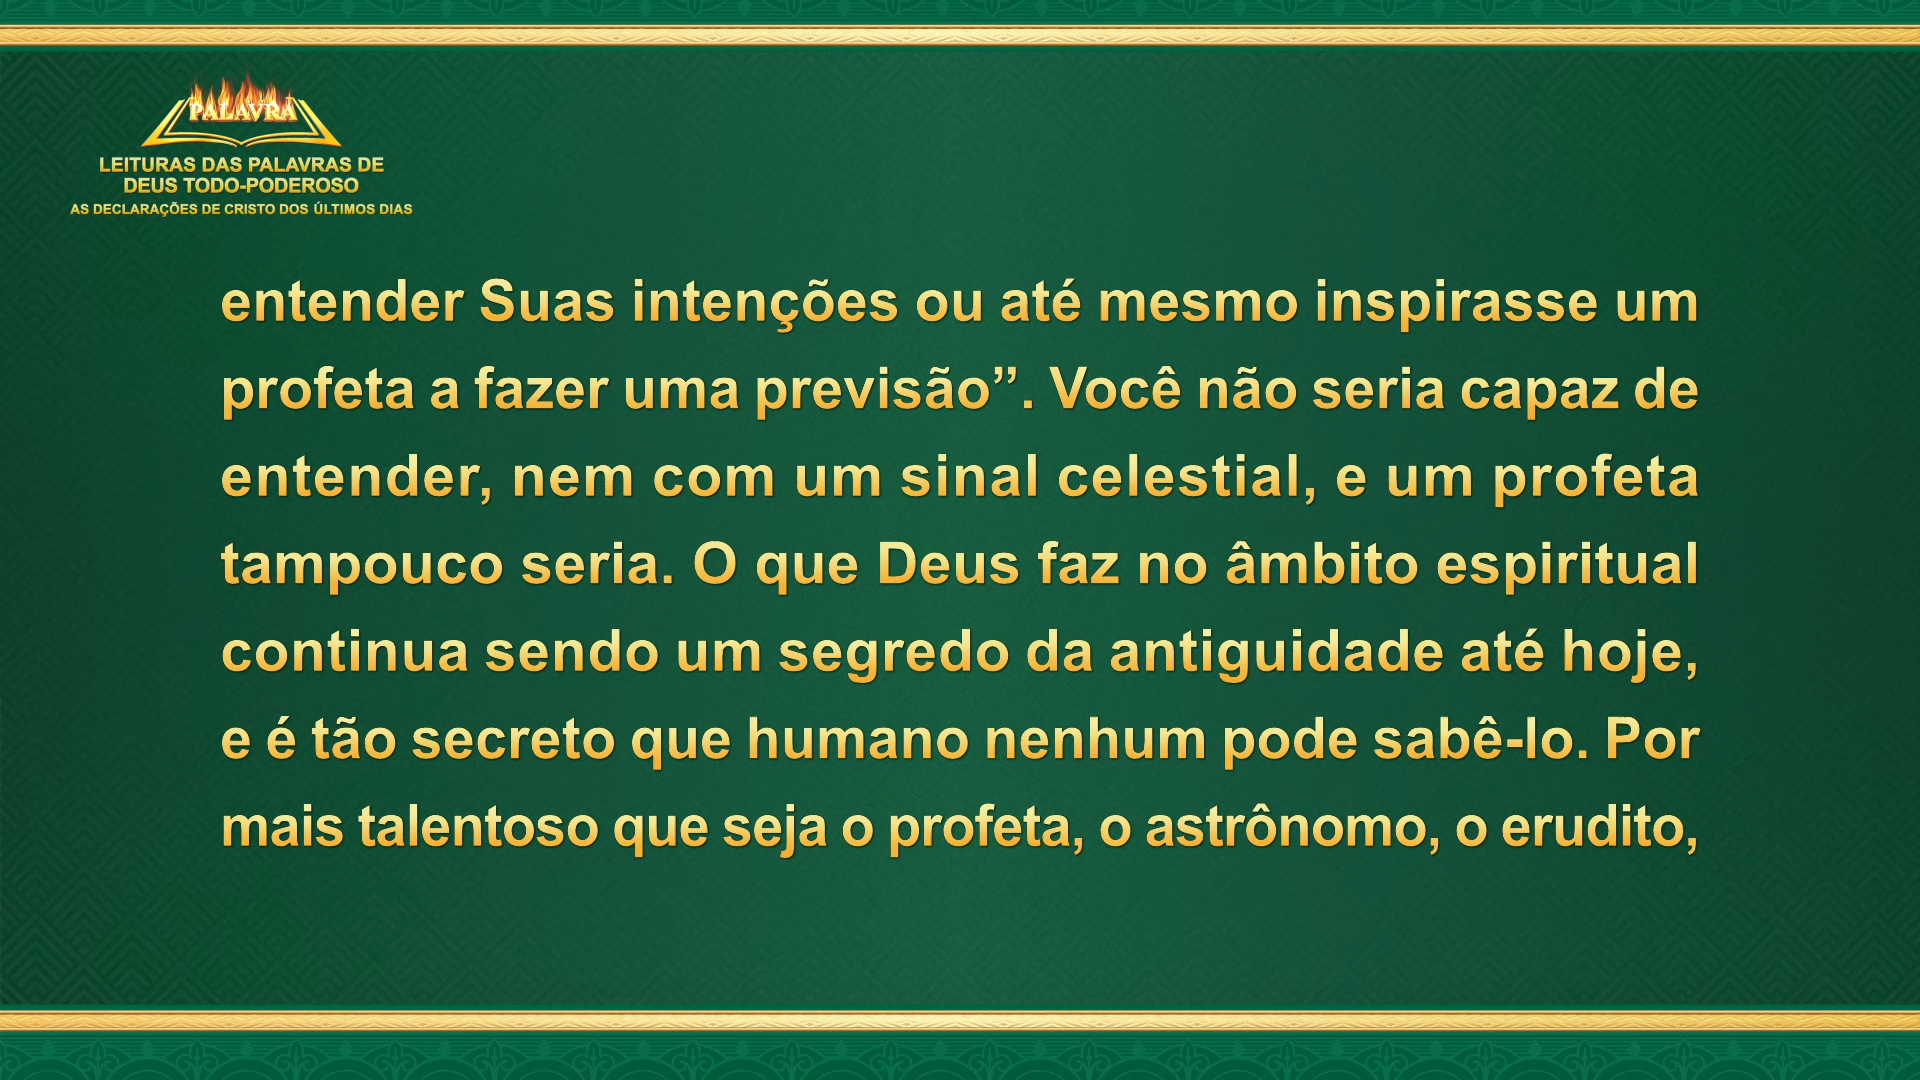 PALAVRA
LEITURAS DAS PALAVRAS DE
DEUS TODO-PODEROSO
AS DECLARAÇÕES DE CRISTO DOS ÚLTIMOS DIAS
entender Suas intenções ou até mesmo inspirasse um
profeta a fazer uma previsão”. Você não seria capaz de
entender, nem com um sinal celestial, e um profeta
tampouco seria. O que Deus faz no âmbito espiritual
continua sendo um segredo da antiguidade até hoje,
e é tão secreto que humano nenhum pode sabê-lo. Por
mais talentoso que seja o profeta, o astrônomo, o erudito,